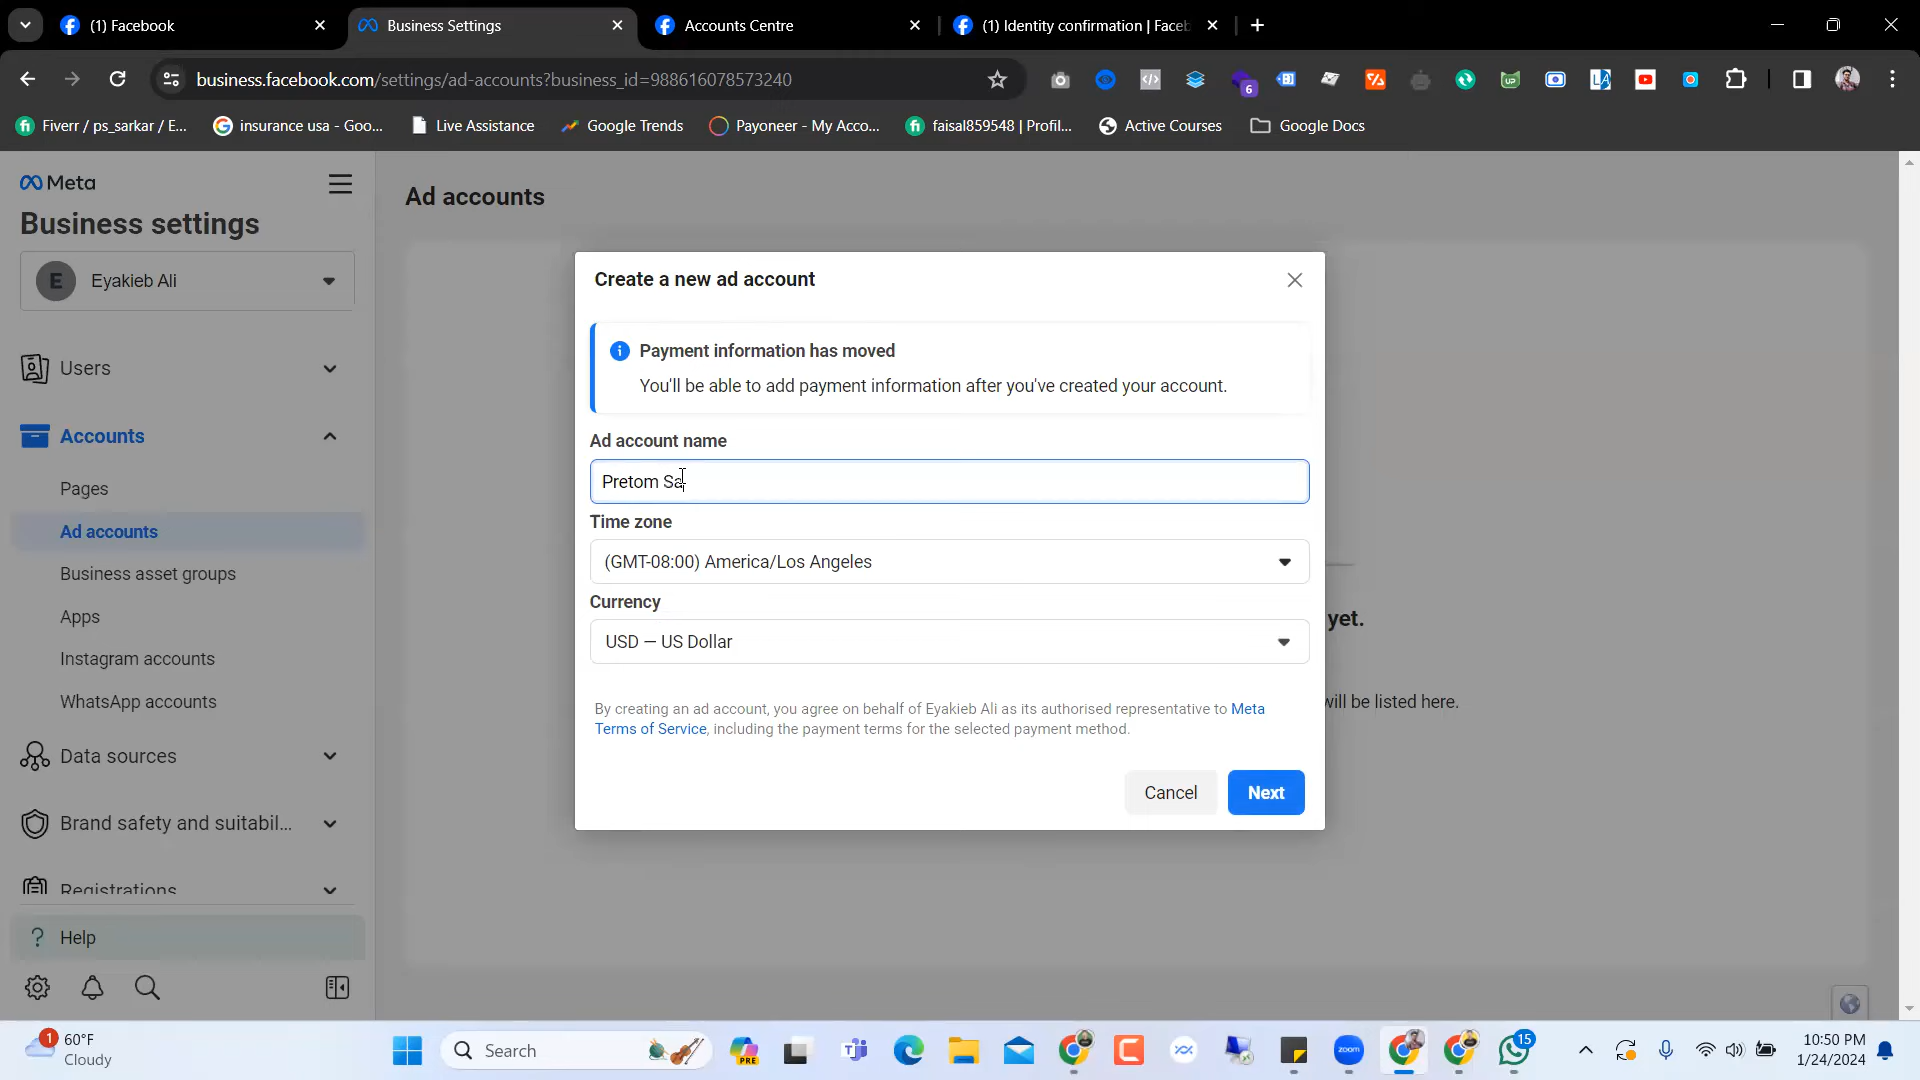 (1) Facebook
Business Settings
Accounts Centre
(1) Identity confirmation | Faceb
business.facebook.com/settings/ad-accounts?business_id=988616078573240
6
UP
Fiverr / ps_sarkar / E...
insurance usa - Goo...
Live Assistance
Google Trends
Payoneer - My Acco...
faisal859548 | Profil...
Active Courses
Google Docs
Meta
Business settings
E
Eyakieb Ali
Users
Accounts
Pages
Ad accounts
Business asset groups
Apps
Instagram accounts
WhatsApp accounts
Data sources
Brand safety and suitabil...
Registrations
? Help
Ad accounts
Create a new ad account
Payment information has moved
You'll be able to add payment information after you've created your account.
Ad account name
Pretom Sa
Time zone
(GMT-08:00) America/Los Angeles
Currency
USD — US Dollar
By creating an ad account, you agree on behalf of Eyakieb Ali as its authorised representative to Meta
Terms of Service, including the payment terms for the selected payment method.
Cancel
Next
yet.
will be listed here.
1
60°F
Cloudy
Search
PRE
zoom
15
10:50 PM
1/24/2024